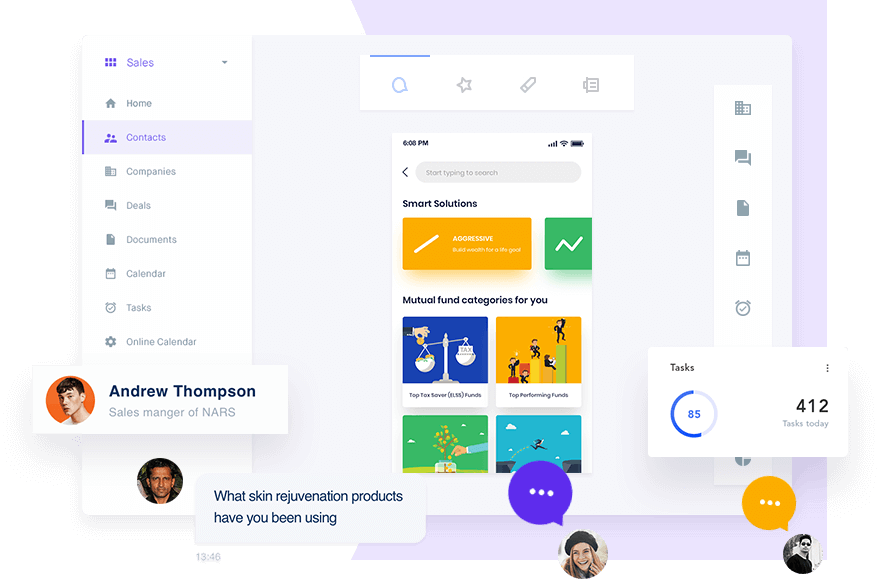 Sales
Home
Contacts
Companies
Deals
Documents
Calendar
Tasks
Online Calendar
Andrew Thompson
Sales manger of NARS
What skin rejuvenation products
have you been using
13:46
6:08 PM
Start typing to search
Smart Solutions
AGGRESSIVE
Build wealth for a life goal
Mutual fund categories for you
TAX
Top Tax Saver (ELSS) Funds
Top Performing Funds
Tasks
85
412
Tasks today